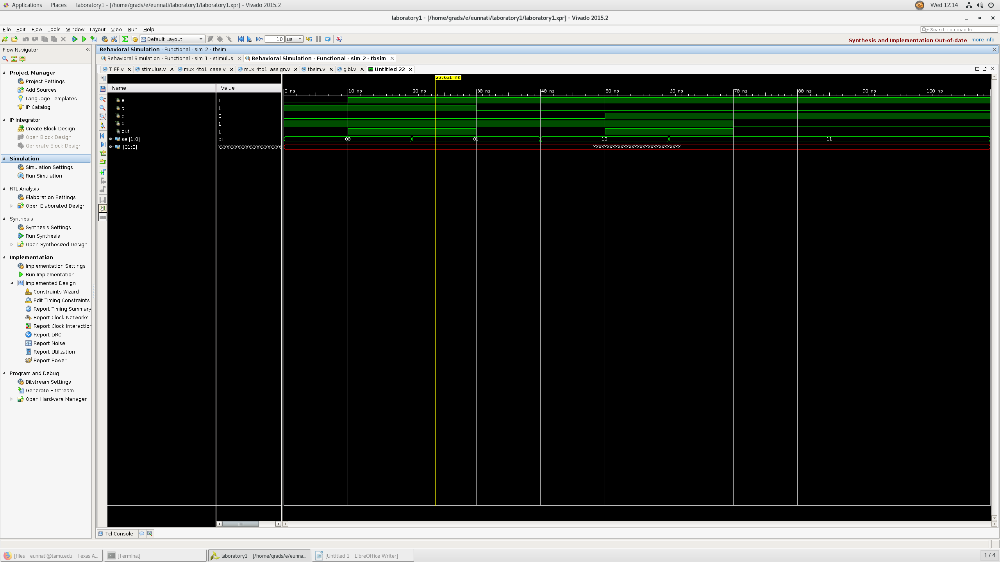 Applications Places laboratory1 - [/home/grads/e/eunnati/laboratory1/laboratory1.xpr] - Vivado 2015.2 Wed 12:14
laboratory1 - [/home/grads/e/eunnati/laboratory1/laboratory1.xpr] - Vivado 2015.2
File Edit Flow Tools Window Layout View Run Help Search commands
Default Layout 10 us Synthesis and Implementation Out-of-date more info
Flow Navigator
Behavioral Simulation - Functional - sim_2 - tbsim
Behavioral Simulation - Functional - sim_1 - stimulus Behavioral Simulation - Functional - sim_2 - tbsim
T_FF.v stimulus.v mux_4to1_case.v mux_4to1_assign.v tbsim.v glbl.v Untitled 22
Project Manager
Project Settings
Add Sources
Language Templates
IP Catalog
IP Integrator
Create Block Design
Open Block Design
Generate Block Design
Simulation
Simulation Settings
Run Simulation
RTL Analysis
Elaboration Settings
Open Elaborated Design
Synthesis
Synthesis Settings
Run Synthesis
Open Synthesized Design
Implementation
Implementation Settings
Run Implementation
Implemented Design
Constraints Wizard
Edit Timing Constraints
Report Timing Summary
Report Clock Networks
Report Clock Interaction
Report DRC
Report Noise
Report Utilization
Report Power
Program and Debug
Bitstream Settings
Generate Bitstream
Open Hardware Manager
23.631 ns
Name Value
0 ns 10 ns 20 ns 30 ns 40 ns 50 ns 60 ns 70 ns 80 ns 90 ns 100 ns
a 1
b 1
c 0
d 1
out 1
sel[1:0] 01 00 01 10 11
i[31:0] XXXXXXXXXXXXXXXXXXXXXXX XXXXXXXXXXXXXXXXXXXXXXXXXXXXXXXX
Tcl Console
[files - eunnati@tamu.edu - Texas A... [Terminal] laboratory1 - [/home/grads/e/eunna... [Untitled 1 - LibreOffice Writer] 1 / 4